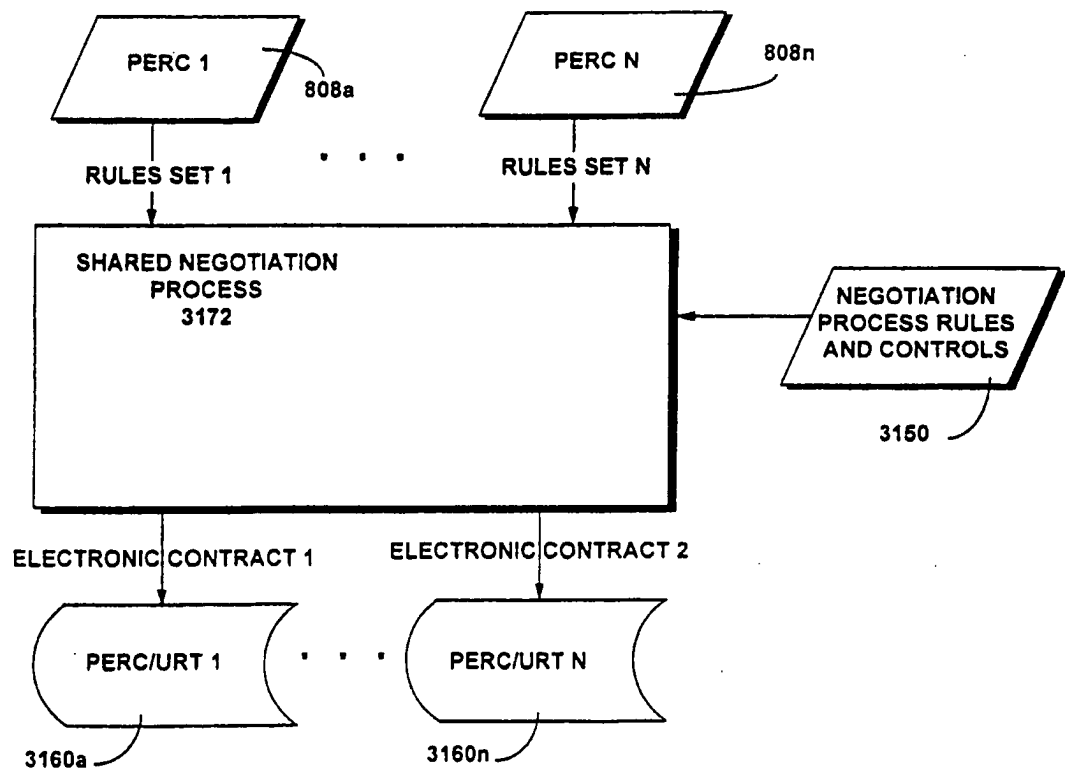 PERC 1
808a
PERC N
808n
RULES SET 1
RULES SET N
SHARED NEGOTIATION
PROCESS
3172
NEGOTIATION
PROCESS RULES
AND CONTROLS
3150
ELECTRONIC CONTRACT 1
ELECTRONIC CONTRACT 2
PERC/URT 1
PERC/URT N
3160a
3160n